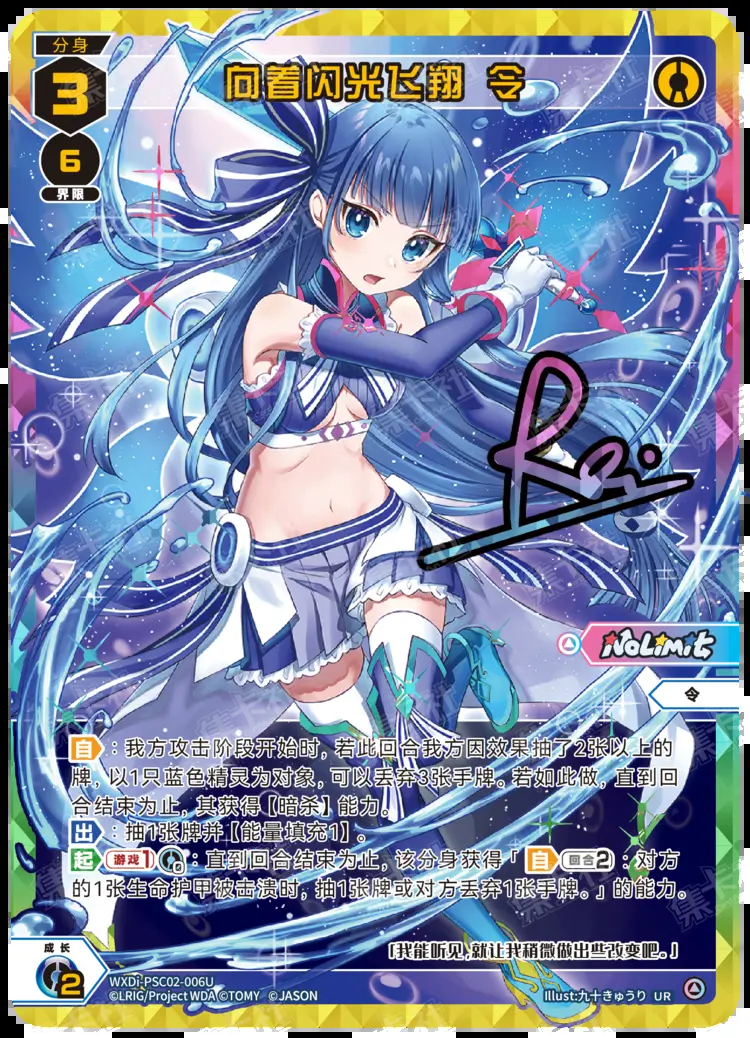 分身
3
向着闪光飞翔 令
6
界限
Rei
NoLimit
令
自：我方攻击阶段开始时，若此回合我方因效果抽了2张以上的
牌，以1只蓝色精灵为对象，可以丢弃3张手牌。若如此做，直到回
合结束为止，其获得【暗杀】能力。
出：抽1张牌并【能量填充1】。
起 游戏1 0：直到回合结束为止，该分身获得「自 回合2：对方
的1张生命护甲被击溃时，抽1张牌或对方丢弃1张手牌。」的能力。
「我能听见，就让我稍微做出些改变吧。」
成长
2
WXDi-PSC02-006U
©LRIG/Project WDA ©TOMY ©JASON
Illust:九十きゅうり UR
集卡社